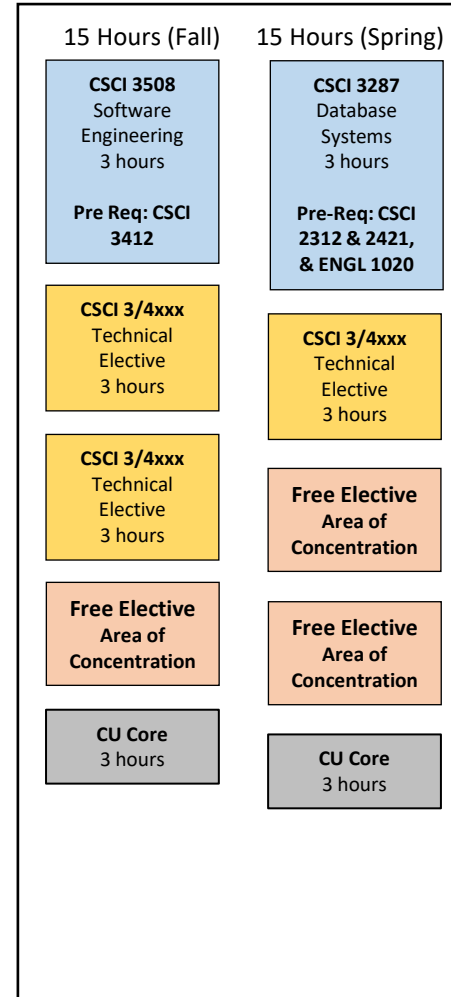 15 Hours (Fall)
CSCI 3508
Software
Engineering
3 hours
Pre Req: CSCI
3412
CSCI 3/4xxx
Technical
Elective
3 hours
CSCI 3/4xxx
Technical
Elective
3 hours
Free Elective
Area of
Concentration
CU Core
3 hours
15 Hours (Spring)
CSCI 3287
Database
Systems
3 hours
Pre-Req: CSCI
2312 & 2421,
& ENGL 1020
CSCI 3/4xxx
Technical
Elective
3 hours
Free Elective
Area of
Concentration
Free Elective
Area of
Concentration
CU Core
3 hours